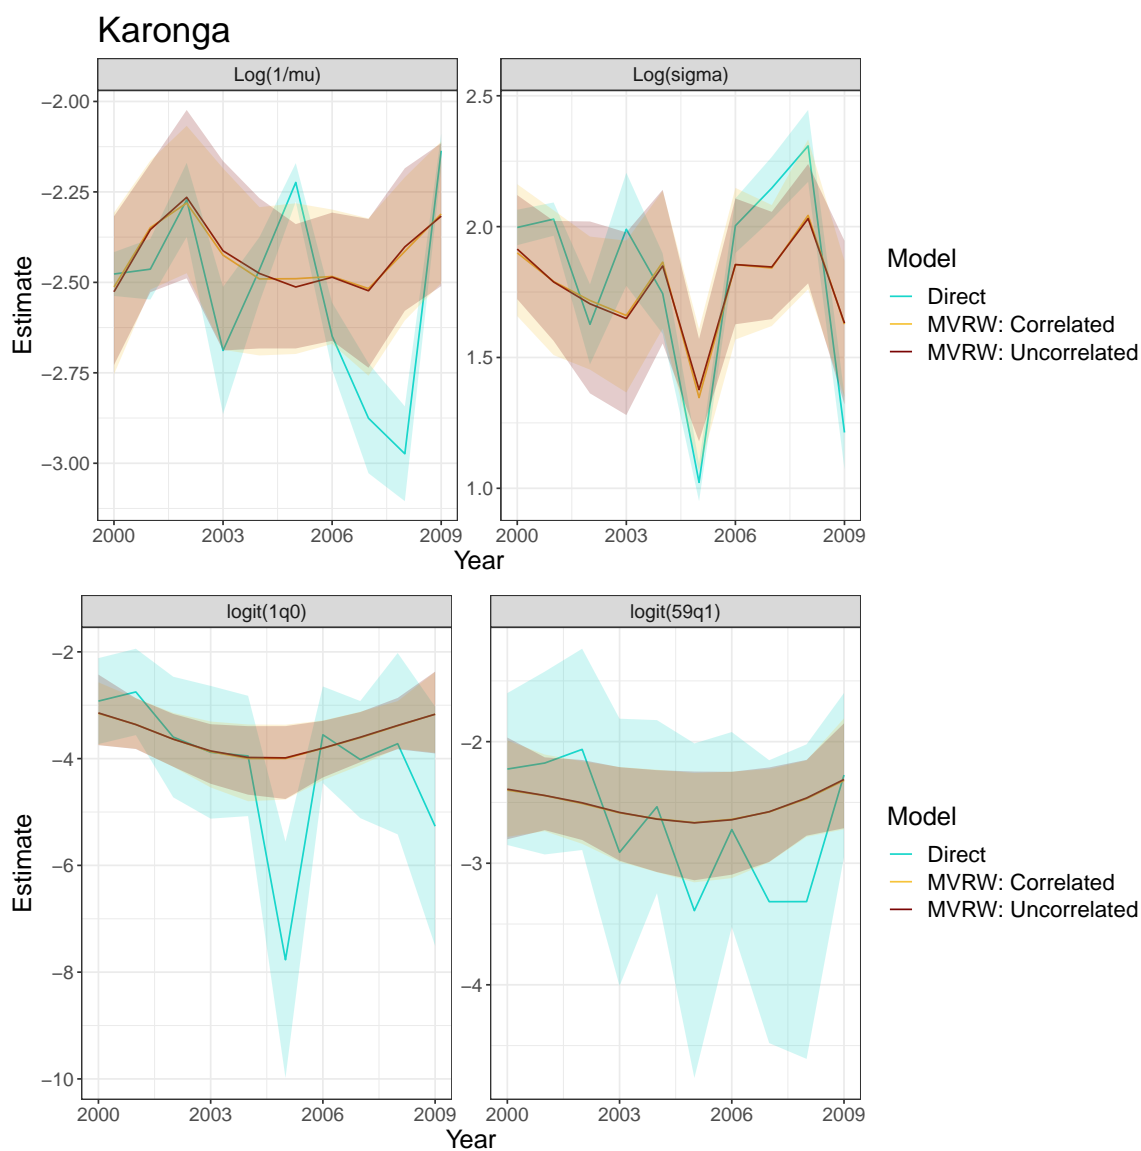 Karonga
Log(1/mu)
Log(sigma)
−2.00
−2.25
−2.50
−2.75
−3.00
2.5
2.0
1.5
1.0
Estimate
2000 2003 2006 2009
2000 2003 2006 2009
Year
Model
Direct
MVRW: Correlated
MVRW: Uncorrelated
logit(1q0)
logit(59q1)
−2
−4
−6
−8
−10
−2
−3
−4
Estimate
2000 2003 2006 2009
2000 2003 2006 2009
Year
Model
Direct
MVRW: Correlated
MVRW: Uncorrelated